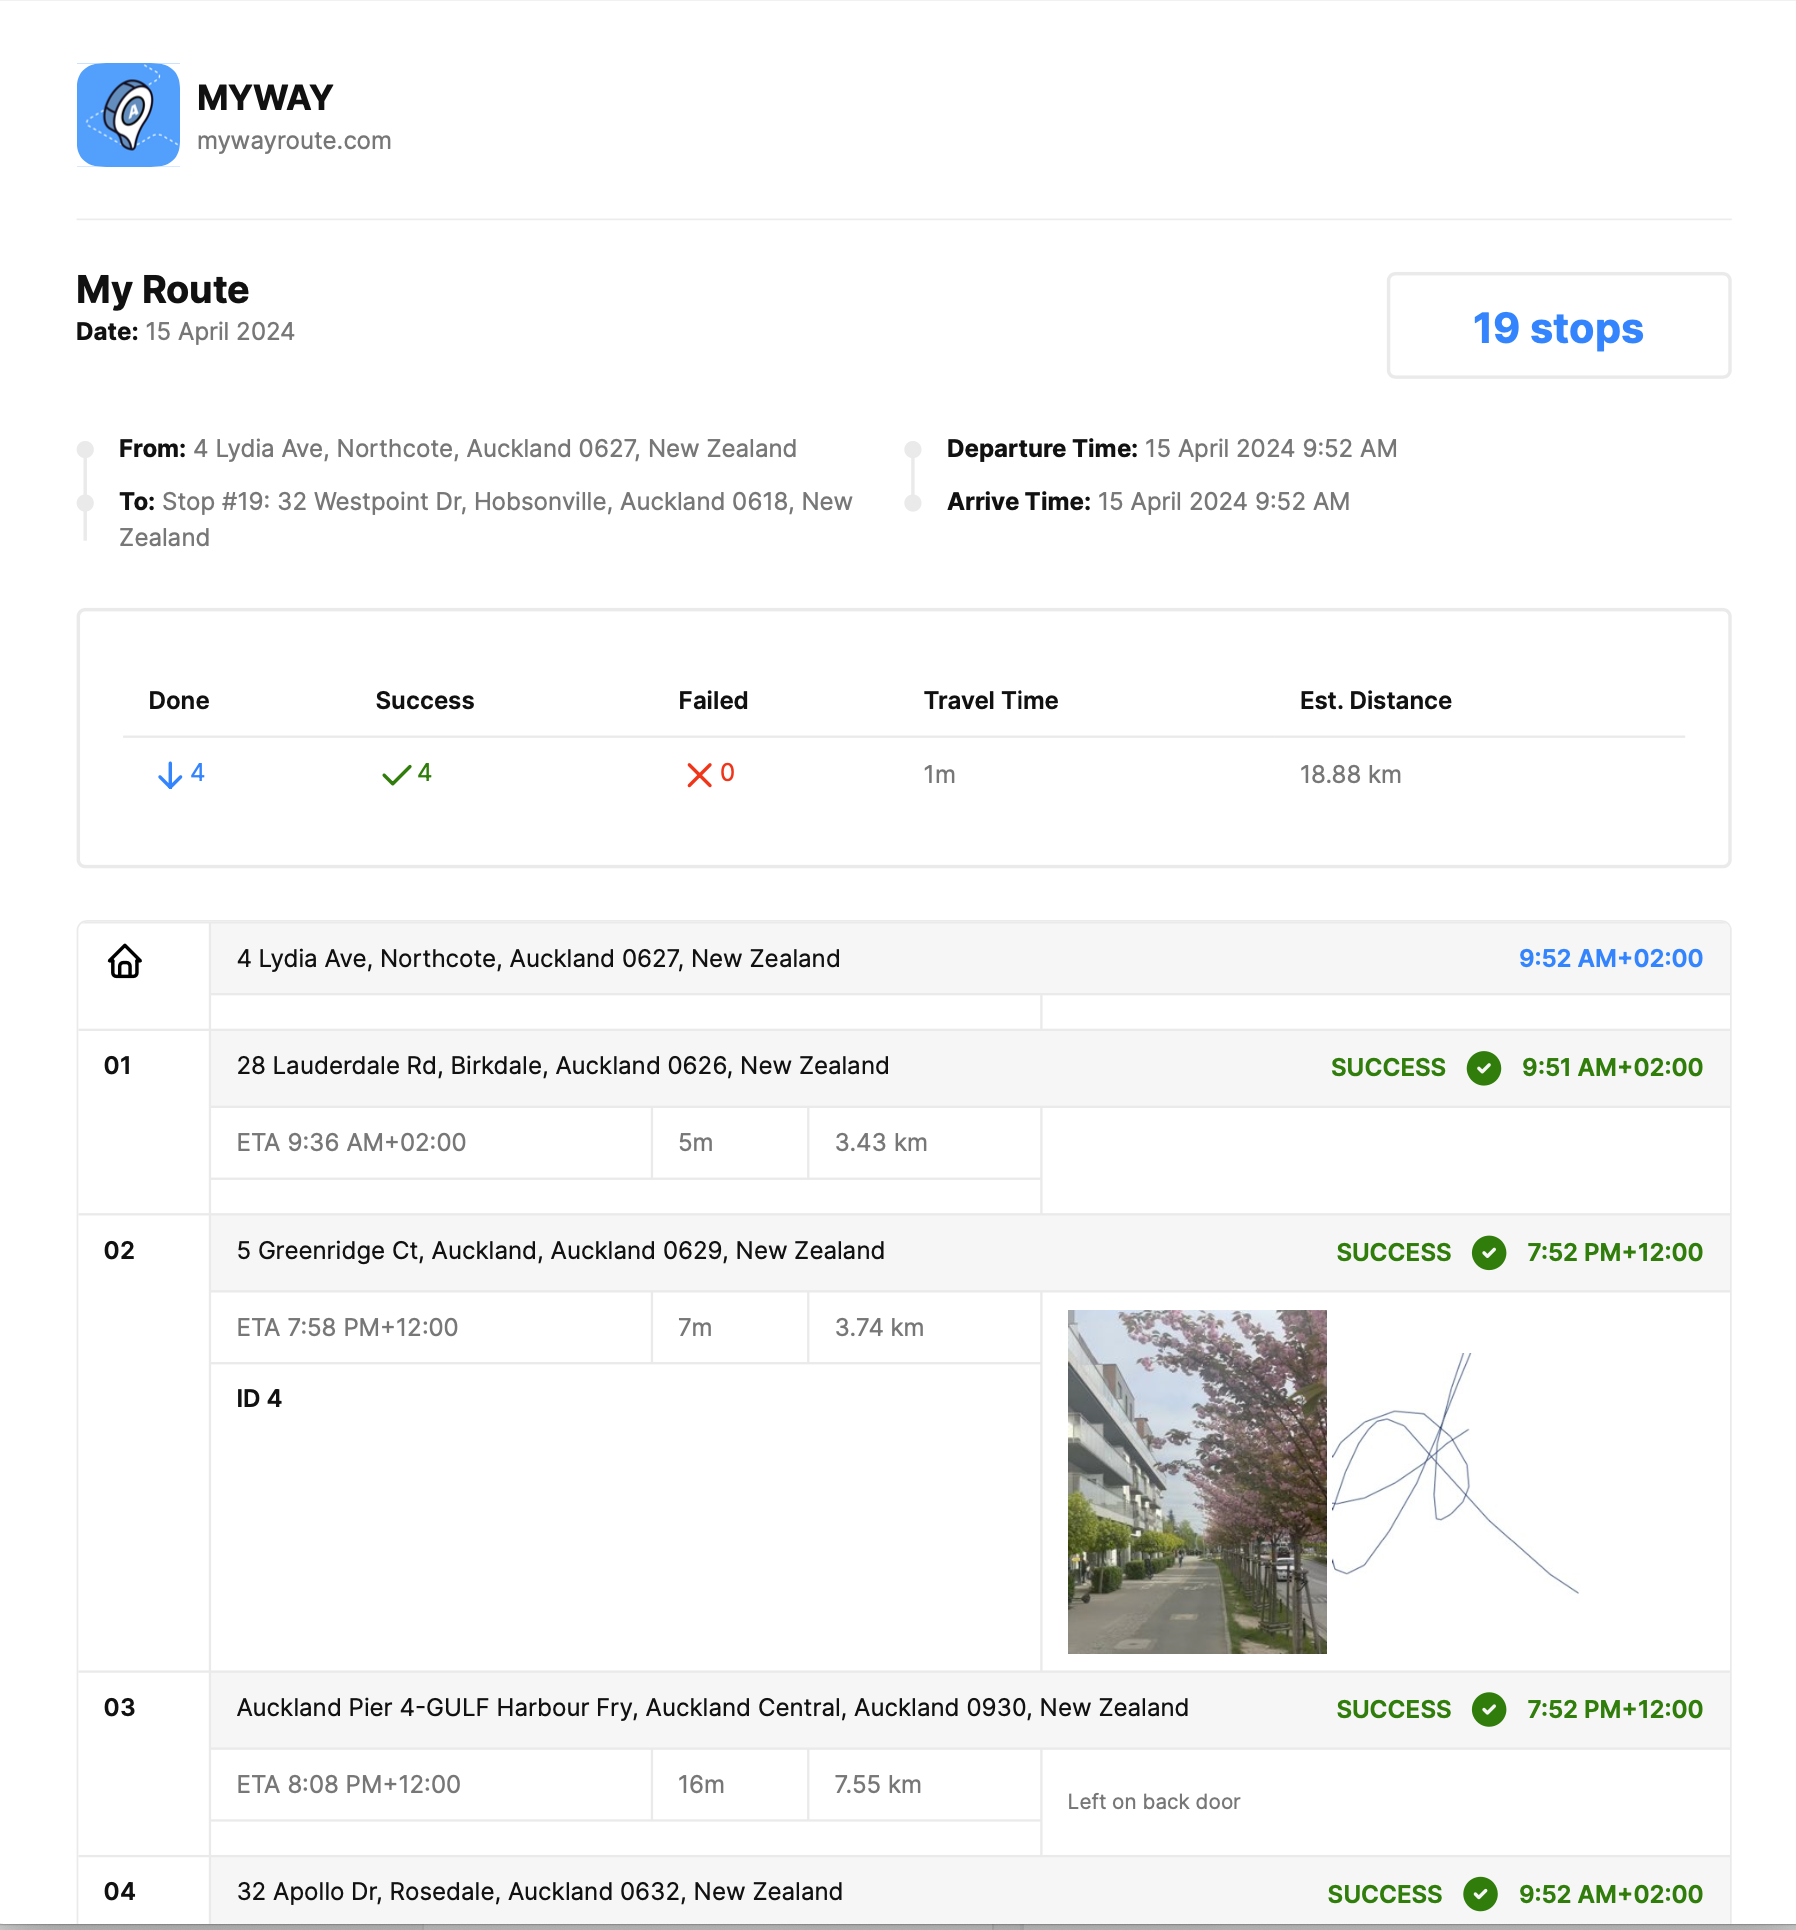 MYWAY
mywayroute.com
My Route
Date: 15 April 2024
19 stops
From: 4 Lydia Ave, Northcote, Auckland 0627, New Zealand
To: Stop #19: 32 Westpoint Dr, Hobsonville, Auckland 0618, New
Zealand
Departure Time: 15 April 2024 9:52 AM
Arrive Time: 15 April 2024 9:52 AM
Done Success Failed Travel Time Est. Distance
4 4 0 1m 18.88 km
4 Lydia Ave, Northcote, Auckland 0627, New Zealand 9:52 AM+02:00
01 28 Lauderdale Rd, Birkdale, Auckland 0626, New Zealand SUCCESS 9:51 AM+02:00
ETA 9:36 AM+02:00 5m 3.43 km
02 5 Greenridge Ct, Auckland, Auckland 0629, New Zealand SUCCESS 7:52 PM+12:00
ETA 7:58 PM+12:00 7m 3.74 km
ID 4
03 Auckland Pier 4-GULF Harbour Fry, Auckland Central, Auckland 0930, New Zealand SUCCESS 7:52 PM+12:00
ETA 8:08 PM+12:00 16m 7.55 km
Left on back door
04 32 Apollo Dr, Rosedale, Auckland 0632, New Zealand SUCCESS 9:52 AM+02:00